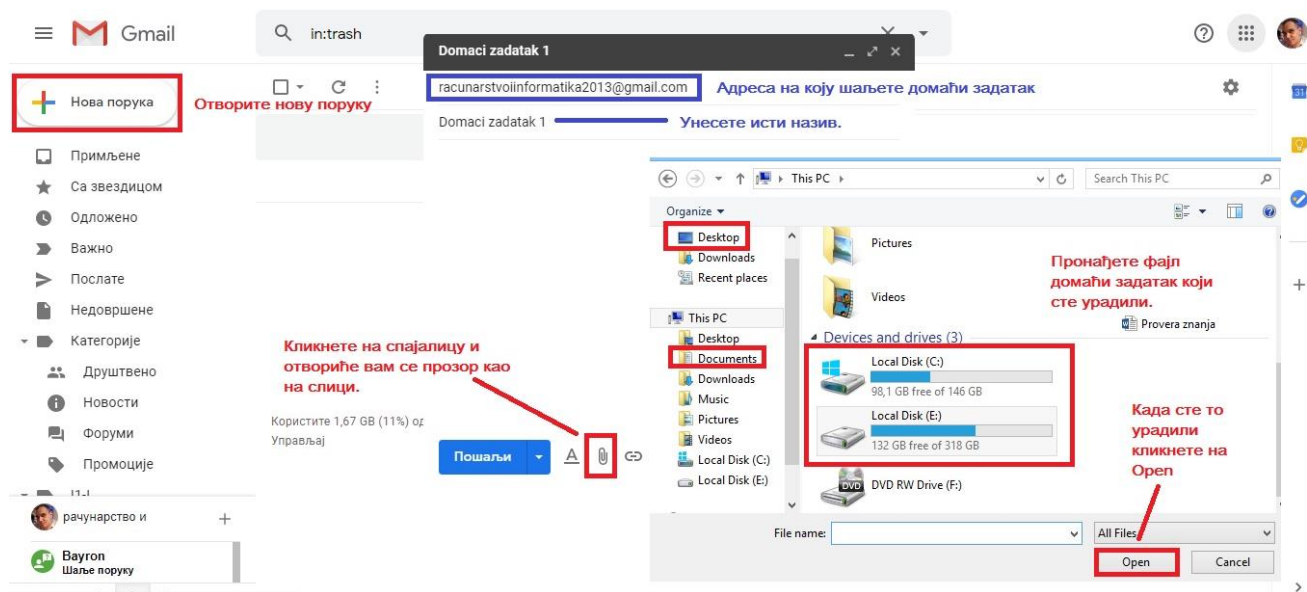 Gmail
in:trash
Нова порука
Отворите нову поруку
Примљене
Са звездицом
Одложено
Важно
Послате
Недовршене
Категорије
Друштвено
Новости
Форуми
Промоције
рачунарство и
Bayron
Шаље поруку
Користите 1,67 GB (11%) од
Управљај
Domaci zadatak 1
racunarstvoiinformatika2013@gmail.com
Адреса на коју шаљете домаћи задатак
Domaci zadatak 1
Унесете исти назив.
Кликнете на спајалицу и
отвориће вам се прозор као
на слици.
Пошаљи
This PC
Search This PC
Organize
Desktop
Downloads
Recent places
This PC
Desktop
Documents
Downloads
Music
Pictures
Videos
Local Disk (C:)
Local Disk (E:)
Pictures
Videos
Devices and drives (3)
Local Disk (C:)
98,1 GB free of 146 GB
Local Disk (E:)
132 GB free of 318 GB
DVD RW Drive (F:)
DVD
Пронађете фајл
домаћи задатак који
сте урадили.
Provera znanja
Када сте то
урадили
кликнете на
Open
File name:
All Files
Open
Cancel
31